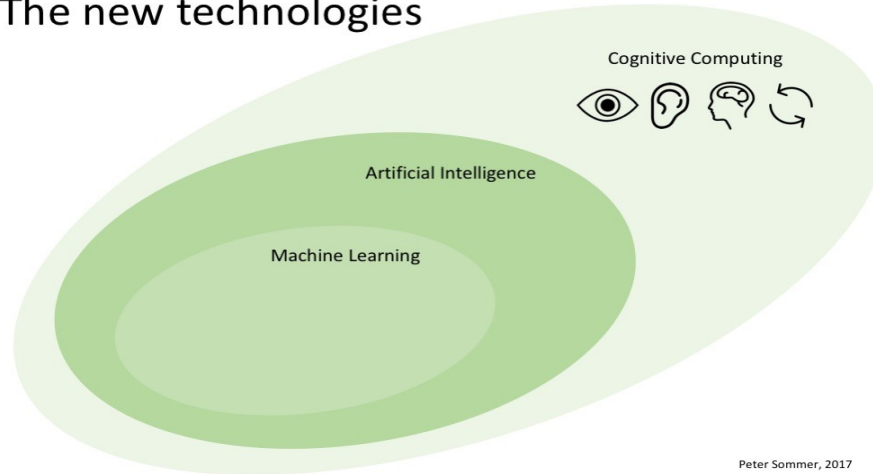 The new technologies
Cognitive Computing
Artificial Intelligence
Machine Learning
Peter Sommer, 2017